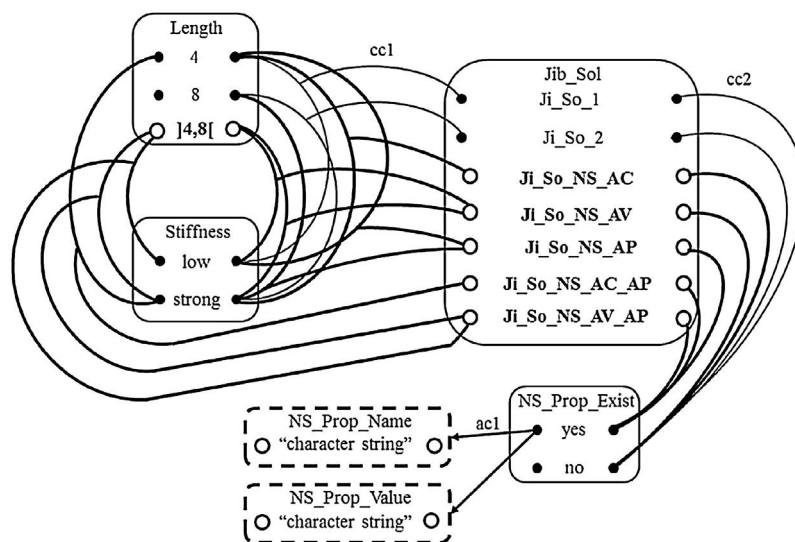 Length
4
8
]4,8[
cc1
Jib_Sol
Ji_So_1
Ji_So_2
Ji_So_NS_AC
Ji_So_NS_AV
Ji_So_NS_AP
Ji_So_NS_AC_AP
Ji_So_NS_AV_AP
cc2
Stiffness
low
strong
NS_Prop_Exist
yes
no
ac1
NS_Prop_Name
“character string”
NS_Prop_Value
“character string”